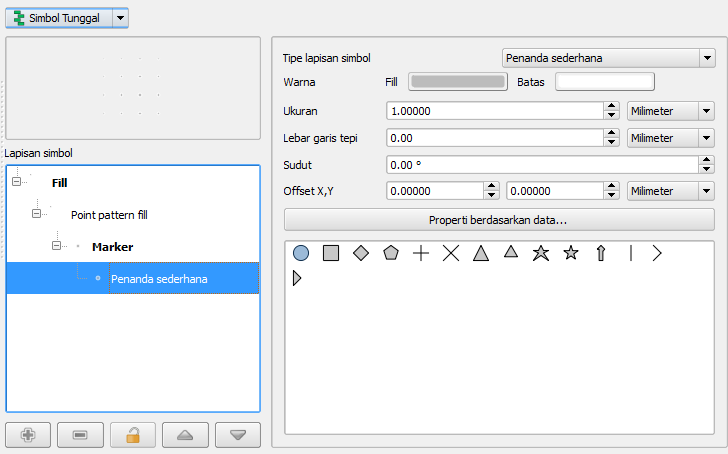 Simbol Tunggal
Tipe lapisan simbol Penanda sederhana
Warna Fill Batas
Ukuran 1.00000 Milimeter
Lebar garis tepi 0.00 Milimeter
Sudut 0.00 °
Offset X,Y 0.00000 0.00000 Milimeter
Properti berdasarkan data...
Lapisan simbol
Fill
Point pattern fill
Marker
Penanda sederhana